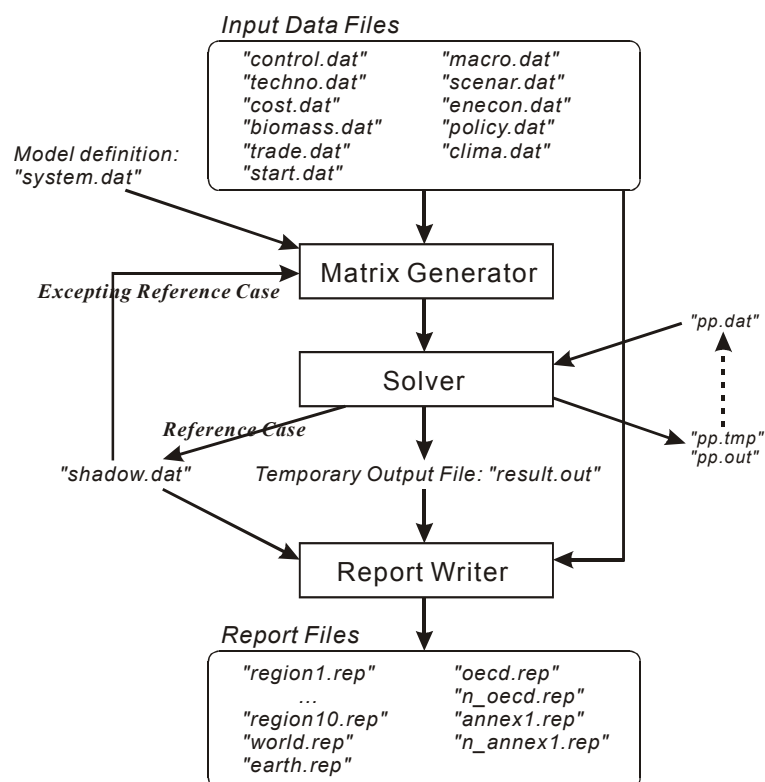 Input Data Files
"control.dat" "macro.dat"
"techno.dat" "scenar.dat"
"cost.dat" "enecon.dat"
"biomass.dat" "policy.dat"
"trade.dat" "clima.dat"
"start.dat"
Model definition:
"system.dat"
Matrix Generator
Excepting Reference Case
"pp.dat"
Solver
Reference Case
"pp.tmp"
"pp.out"
"shadow.dat"
Temporary Output File: "result.out"
Report Writer
Report Files
"region1.rep" "oecd.rep"
... "n_oecd.rep"
"region10.rep" "annex1.rep"
"world.rep" "n_annex1.rep"
"earth.rep"